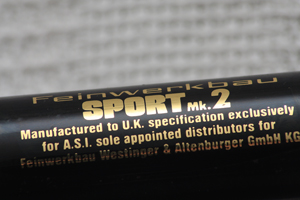 Feinwerkbau
SPORT Mk.2
Manufactured to U.K. specification exclusively
for A.S.I. sole appointed distributors for
Feinwerkbau Westinger & Altenburger GmbH KG